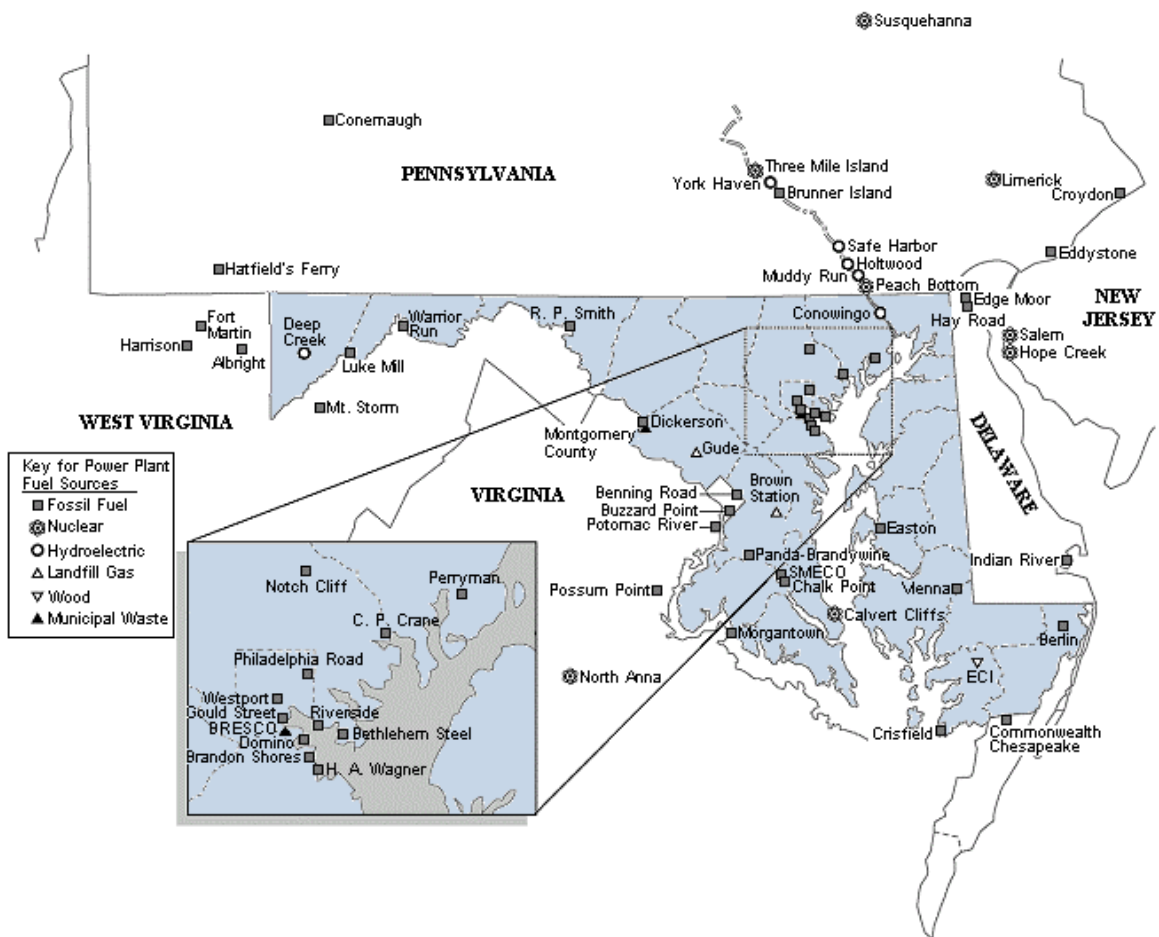 Susquehanna
Conemaugh
PENNSYLVANIA
Three Mile Island
York Haven
Brunner Island
Limerick
Croydon
Safe Harbor
Holtwood
Muddy Run
Peach Bottom
Eddystone
Hatfield's Ferry
Conowingo
Edge Moor
Hay Road
NEW
JERSEY
Salem
Hope Creek
Fort
Martin
Harrison
Albright
Deep
Creek
Warrior
Run
Luke Mill
R. P. Smith
Mt. Storm
WEST VIRGINIA
Montgomery
County
Dickerson
Gude
DELAWARE
VIRGINIA
Benning Road
Buzzard Point
Potomac River
Brown
Station
Easton
Panda-Brandywine
SMECO
Chalk Point
Possum Point
Vienna
Indian River
Calvert Cliffs
Morgantown
Berlin
ECI
North Anna
Crisfield
Commonwealth
Chesapeake
Key for Power Plant
Fuel Sources
Fossil Fuel
Nuclear
Hydroelectric
Landfill Gas
Wood
Municipal Waste
Notch Cliff
Perryman
C. P. Crane
Philadelphia Road
Westport
Gould Street
Riverside
BRESCO
Bethlehem Steel
Domino
Brandon Shores
H. A. Wagner